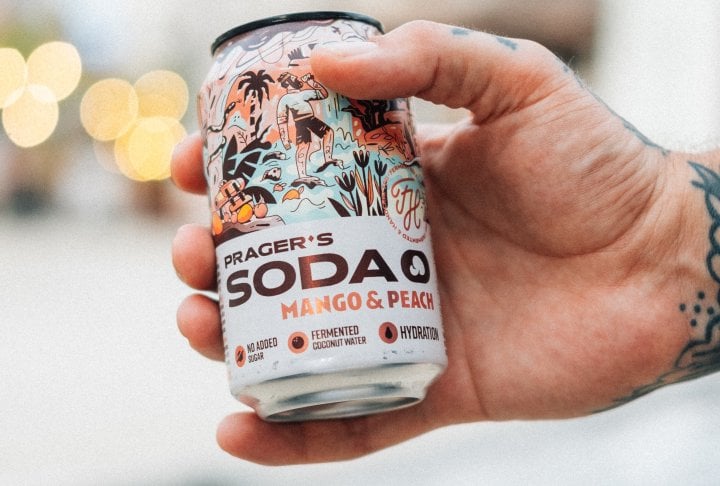 PRAGER'S
SODA
MANGO & PEACH
NO ADDED
SUGAR
FERMENTED
COCONUT WATER
HYDRATION